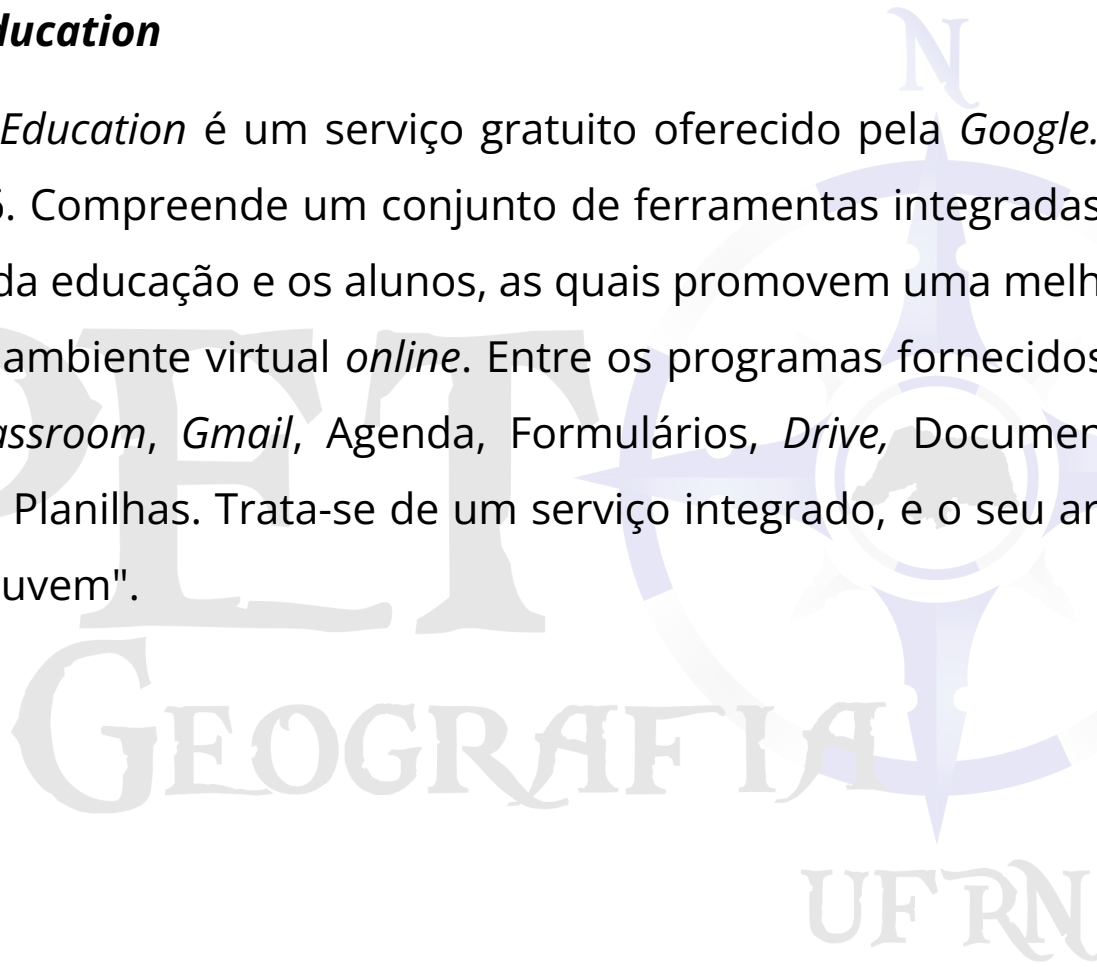 ducation
Education é um serviço gratuito oferecido pela Google.
. Compreende um conjunto de ferramentas integradas
da educação e os alunos, as quais promovem uma melh
ambiente virtual online. Entre os programas fornecidos
assroom, Gmail, Agenda, Formulários, Drive, Documen
Planilhas. Trata-se de um serviço integrado, e o seu ar
uvem".
N
PET
GEOGRAFIA
UFRN